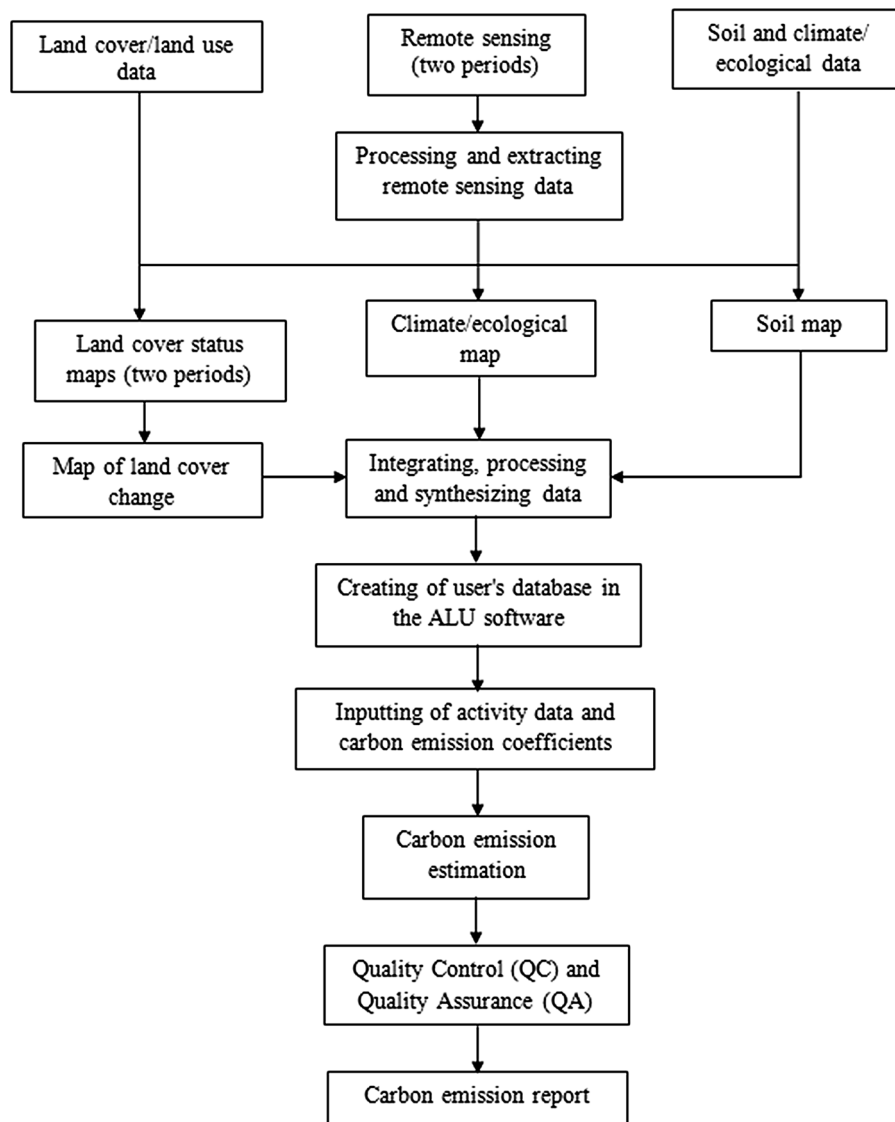 Land cover/land use
data
Remote sensing
(two periods)
Soil and climate/
ecological data
Processing and extracting
remote sensing data
Land cover status
maps (two periods)
Climate/ecological
map
Soil map
Map of land cover
change
Integrating, processing
and synthesizing data
Creating of user's database in
the ALU software
Inputting of activity data and
carbon emission coefficients
Carbon emission
estimation
Quality Control (QC) and
Quality Assurance (QA)
Carbon emission report